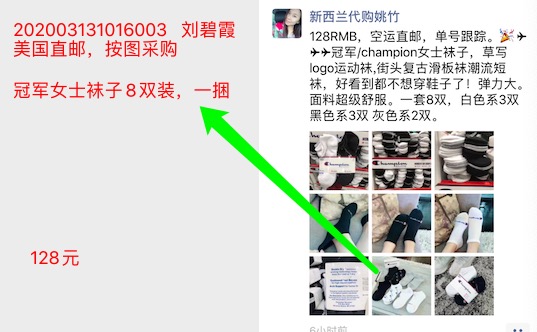 202003131016003 刘碧霞
美国直邮，按图采购
冠军女士袜子8双装，一捆
128元
新西兰代购姚竹
128RMB，空运直邮，单号跟踪。🎉✈
✈✈✈冠军/champion女士袜子，草写
logo运动袜,街头复古滑板袜潮流短
袜，好看到都不想穿鞋子了！弹力大。
面料超级舒服。一套8双，白色系3双
黑色系3双 灰色系2双。
Champion
Champion
6小时前